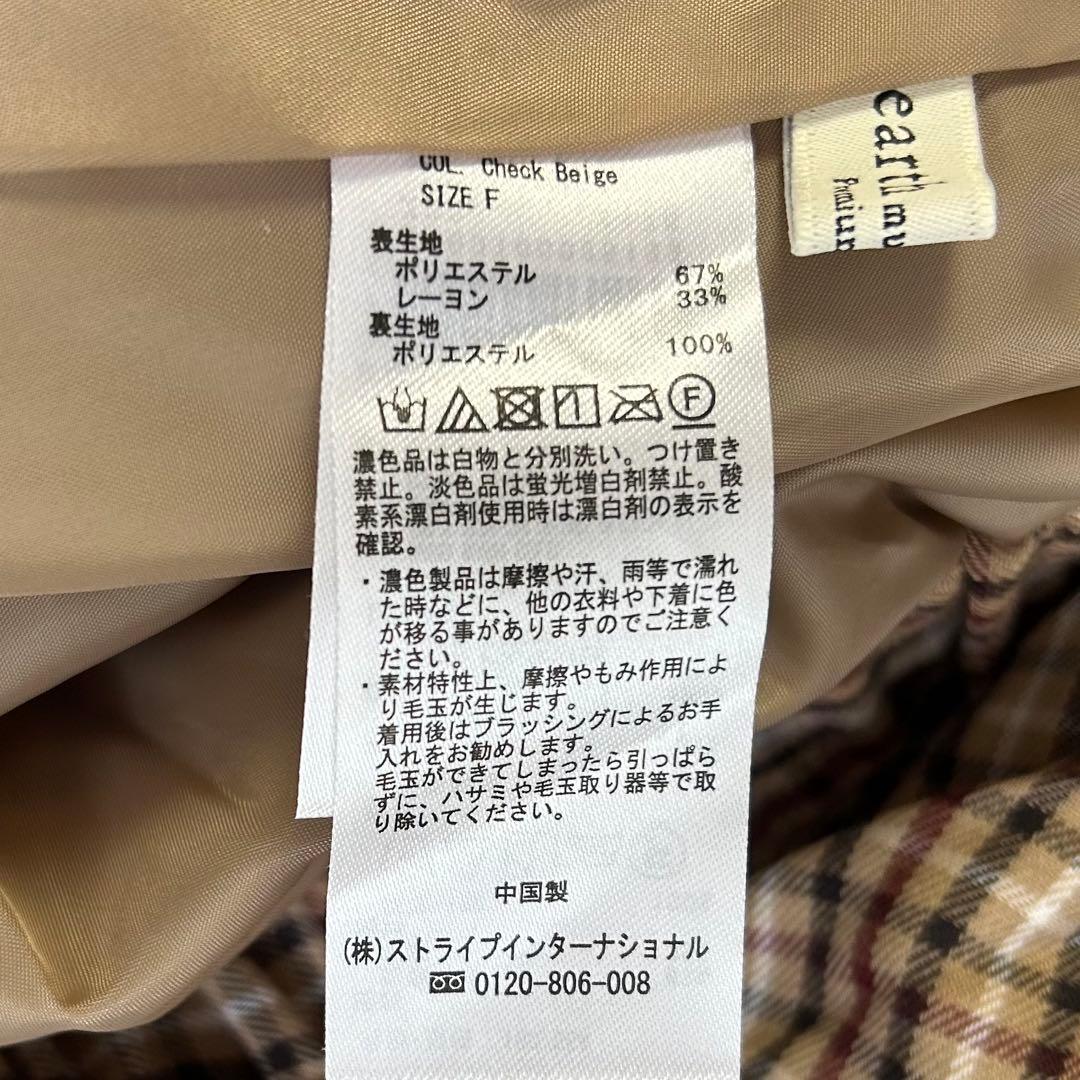 COL. Check Beige
SIZE F
表生地
ポリエステル 67%
レーヨン 33%
裏生地
ポリエステル 100%
F
濃色品は白物と分別洗い。つけ置き
禁止。淡色品は蛍光増白剤禁止。酸
素系漂白剤使用時は漂白剤の表示を
確認。
・濃色製品は摩擦や汗、雨等で濡れ
た時などに、他の衣料や下着に色
が移る事がありますのでご注意く
ださい。
・素材特性上、摩擦やもみ作用によ
り毛玉が生じます。
着用後はブラッシングによるお手
入れをお勧めします。
毛玉ができてしまったら引っぱら
ずに、ハサミや毛玉取り器等で取
り除いてください。
中国製
(株)ストライプインターナショナル
0120-806-008
earth mu
Premium